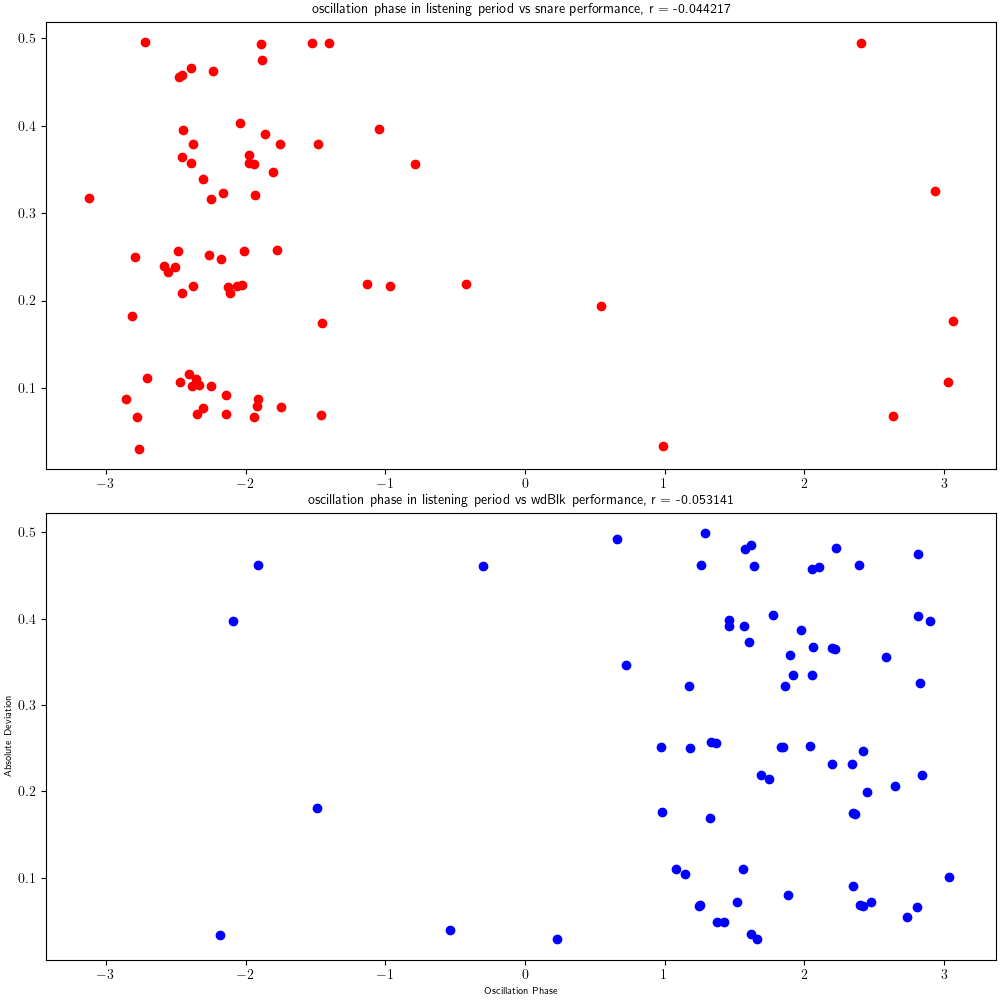 oscillation phase in listening period vs snare performance, r = -0.044217
0.5
0.4
0.3
0.2
0.1
−3 −2 −1 0 1 2 3
oscillation phase in listening period vs wdBlk performance, r = -0.053141
0.5
0.4
0.3
0.2
0.1
Absolute Deviation
−3 −2 −1 0 1 2 3
Oscillation Phase